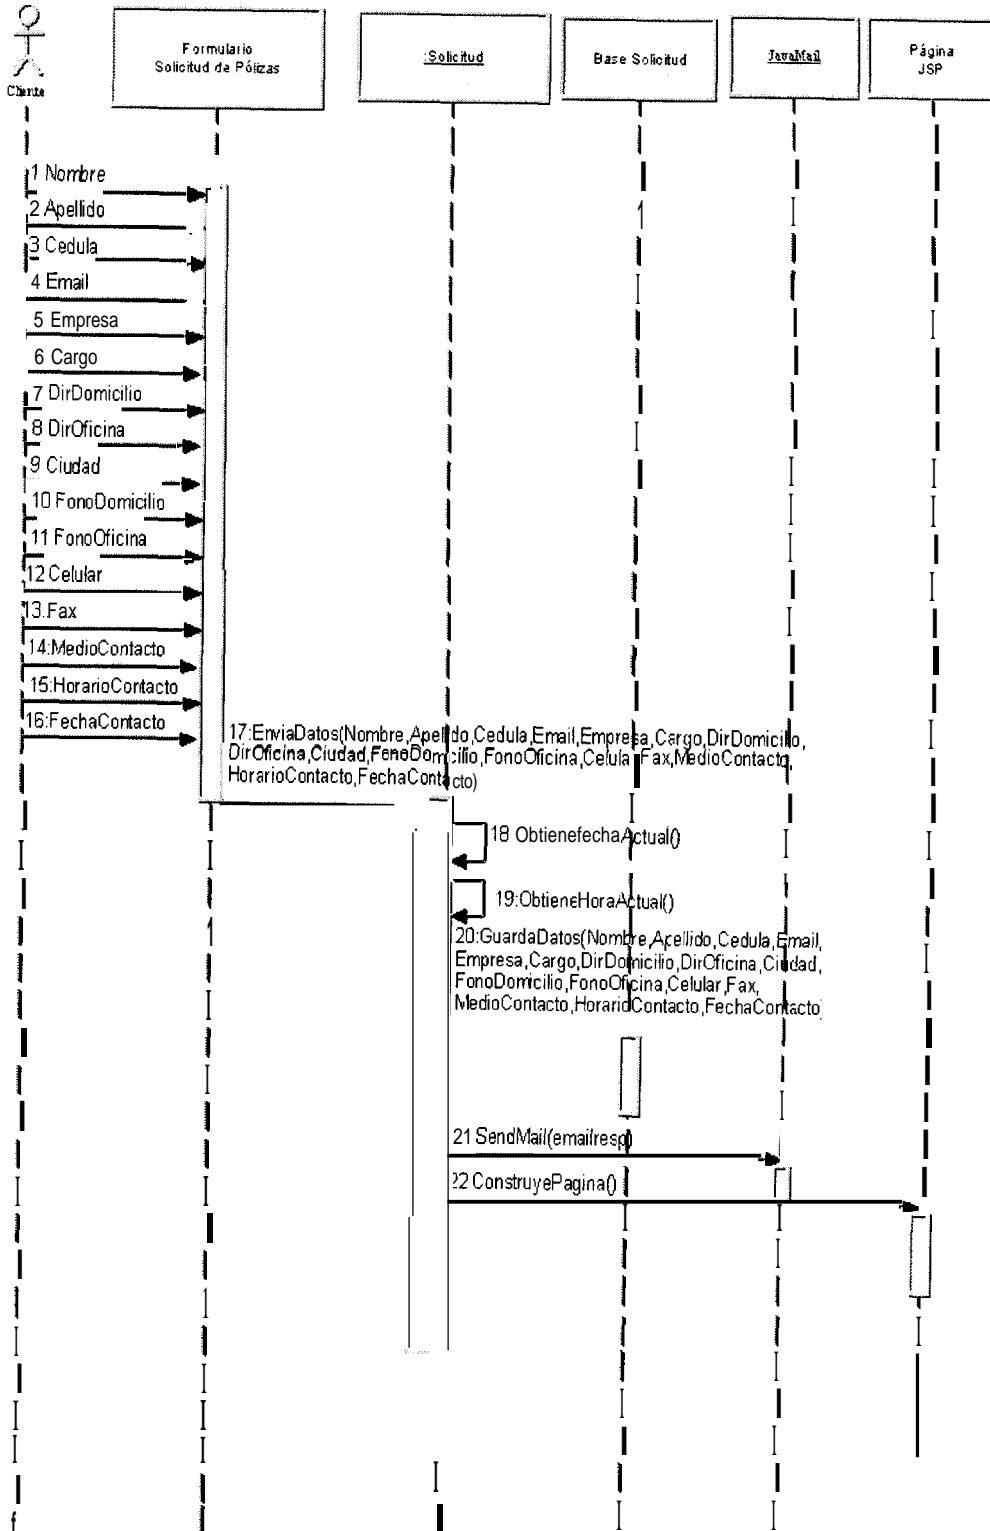 Cliente
Formulario
Solicitud de Pólizas
:Solicitud
Base Solicitud
JavaMail
Página
JSP
1 Nombre
2 Apellido
3 Cedula
4 Email
5 Empresa
6 Cargo
7 DirDomicilio
8 DirOficina
9 Ciudad
10 FonoDomicilio
11 FonoOficina
12 Celular
13.Fax
14:MedioContacto
15:HorarioContacto
16:FechaContacto
17:EnviaDatos(Nombre,Apellido,Cedula,Email,Empresa,Cargo,DirDomicilio,
DirOficina,Ciudad,FonoDomicilio,FonoOficina,Celular,Fax,MedioContacto,
HorarioContacto,FechaContacto)
18 ObtienefechaActual()
19:ObtieneHoraActual()
20:GuardaDatos(Nombre,Apellido,Cedula,Email,
Empresa,Cargo,DirDomicilio,DirOficina,Ciudad,
FonoDomicilio,FonoOficina,Celular,Fax,
MedioContacto,HorarioContacto,FechaContacto)
21 SendMail(emailresp)
22 ConstruyePagina()